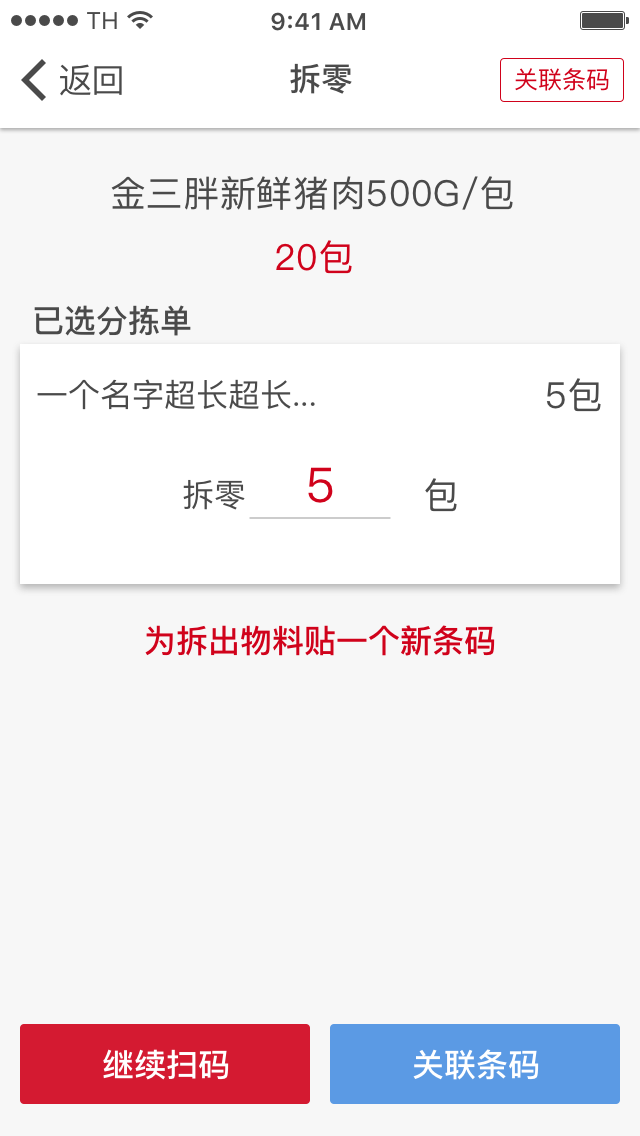 TH 9:41 AM
返回 拆零 关联条码
金三胖新鲜猪肉500G/包
20包
已选分拣单
一个名字超长超长... 5包
拆零 5 包
为拆出物料贴一个新条码
继续扫码 关联条码